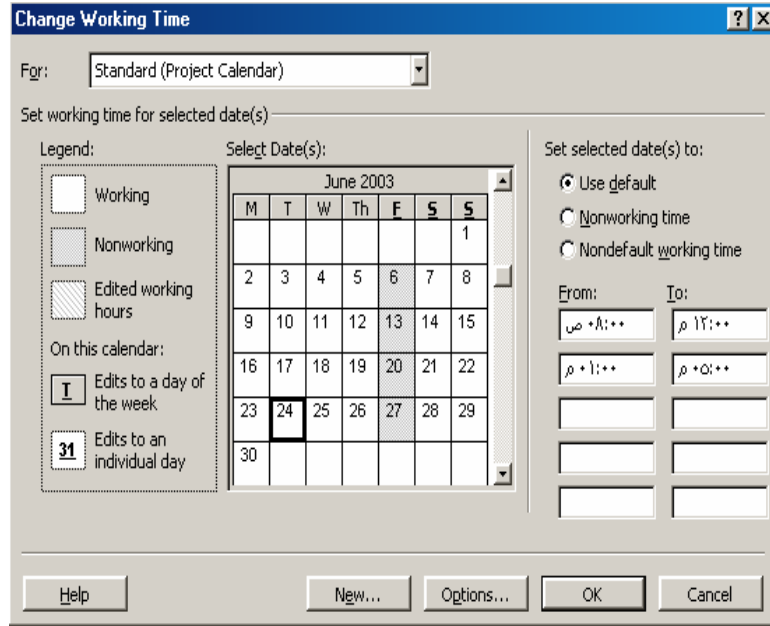 Change Working Time
For: Standard (Project Calendar)
Set working time for selected date(s)
Legend:
Working
Nonworking
Edited working
hours
On this calendar:
T Edits to a day of
the week
31 Edits to an
individual day
Select Date(s):
June 2003
M T W Th F S S
1
2 3 4 5 6 7 8
9 10 11 12 13 14 15
16 17 18 19 20 21 22
23 24 25 26 27 28 29
30
Set selected date(s) to:
Use default
Nonworking time
Nondefault working time
From: To:
٠٨:٠٠ ص ١٢:٠٠ م
٠١:٠٠ م ٠٥:٠٠ م
Help New... Options... OK Cancel